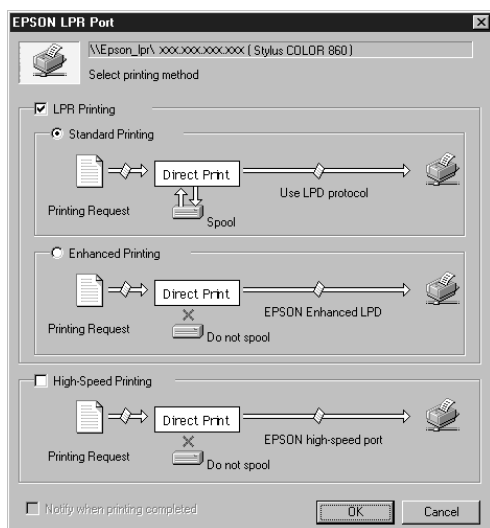 EPSON LPR Port
\\Epson_lpr\ xxx.xxx.xxx.xxx ( Stylus COLOR 860 )
Select printing method
LPR Printing
Standard Printing
Direct Print
Use LPD protocol
Printing Request
Spool
Enhanced Printing
Direct Print
EPSON Enhanced LPD
Printing Request
Do not spool
High-Speed Printing
Direct Print
EPSON high-speed port
Printing Request
Do not spool
Notify when printing completed
OK
Cancel